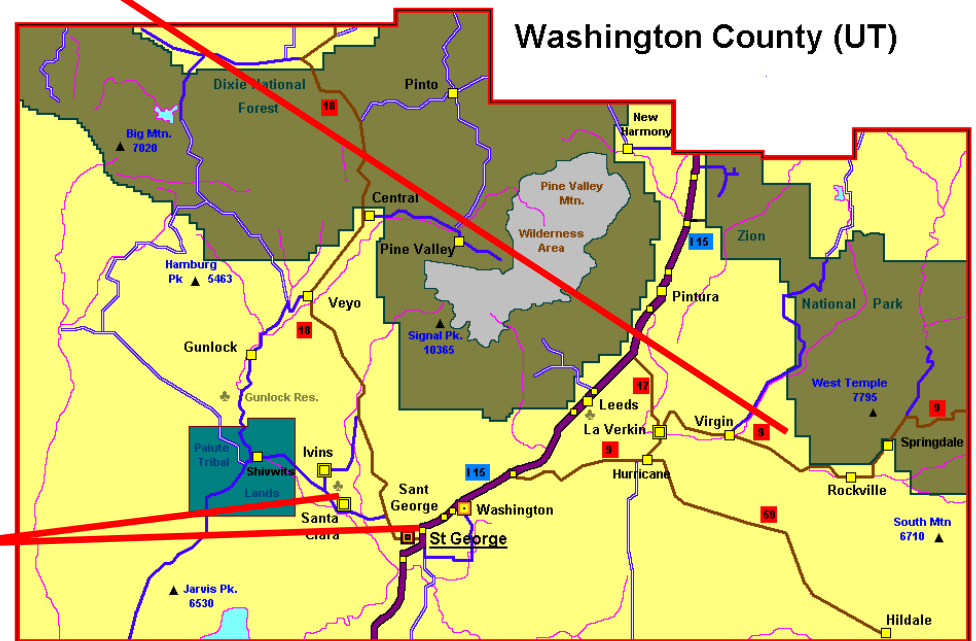 Washington County (UT)
Dixie National
Forest
18
Pinto
Big Mtn.
7020
New
Harmony
Pine Valley
Mtn.
Wilderness
Area
Central
Pine Valley
I 15
Zion
National Park
Hamburg
Pk 5463
Veyo
18
Pintura
Signal Pk.
10365
Gunlock
Gunlock Res.
17
West Temple
7795
Leeds
La Verkin
Virgin
9
9
Springdale
Paiute
Tribal
Lands
Shivwits
Ivins
I 15
9
Hurricane
Rockville
Sant
George
Washington
Santa
Clara
St George
59
South Mtn
6710
Jarvis Pk.
6530
Hildale